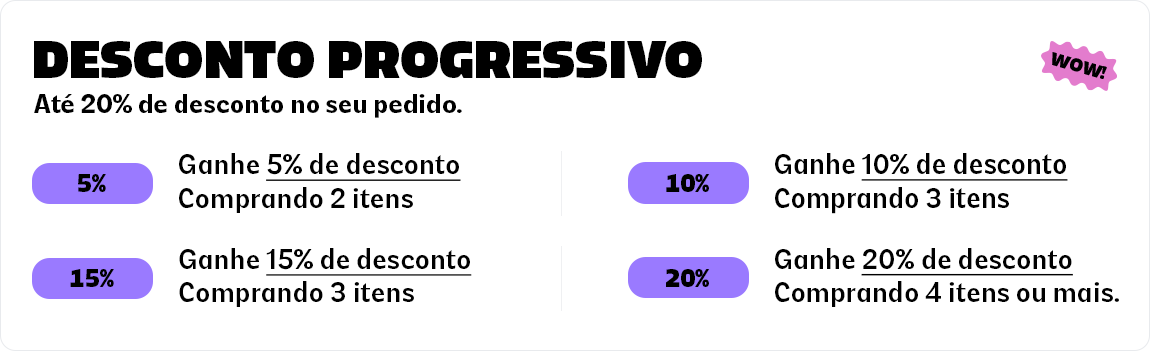 DESCONTO PROGRESSIVO
WOW!
Até 20% de desconto no seu pedido.
5%
Ganhe 5% de desconto
Comprando 2 itens
10%
Ganhe 10% de desconto
Comprando 3 itens
15%
Ganhe 15% de desconto
Comprando 3 itens
20%
Ganhe 20% de desconto
Comprando 4 itens ou mais.